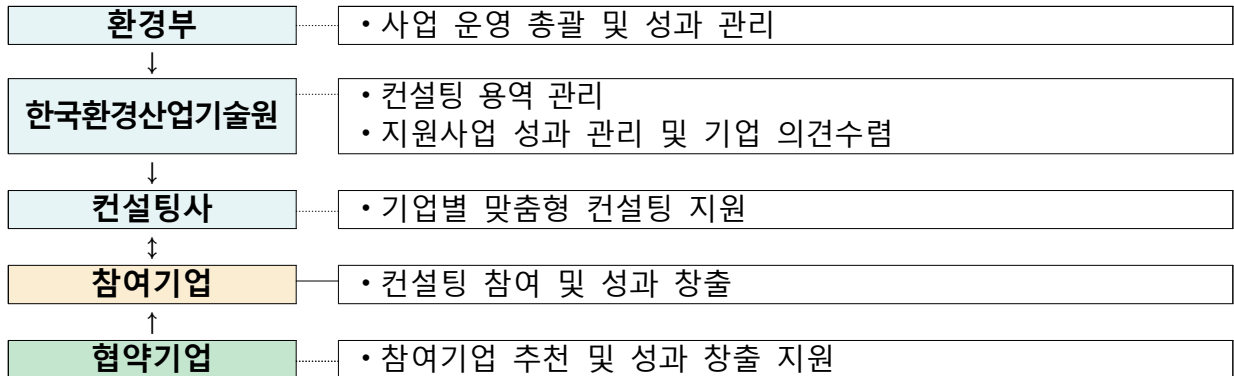 환경부
• 사업 운영 총괄 및 성과 관리
↓
한국환경산업기술원
• 컨설팅 용역 관리
• 지원사업 성과 관리 및 기업 의견수렴
↓
컨설팅사
• 기업별 맞춤형 컨설팅 지원
↕
참여기업
• 컨설팅 참여 및 성과 창출
↑
협약기업
• 참여기업 추천 및 성과 창출 지원